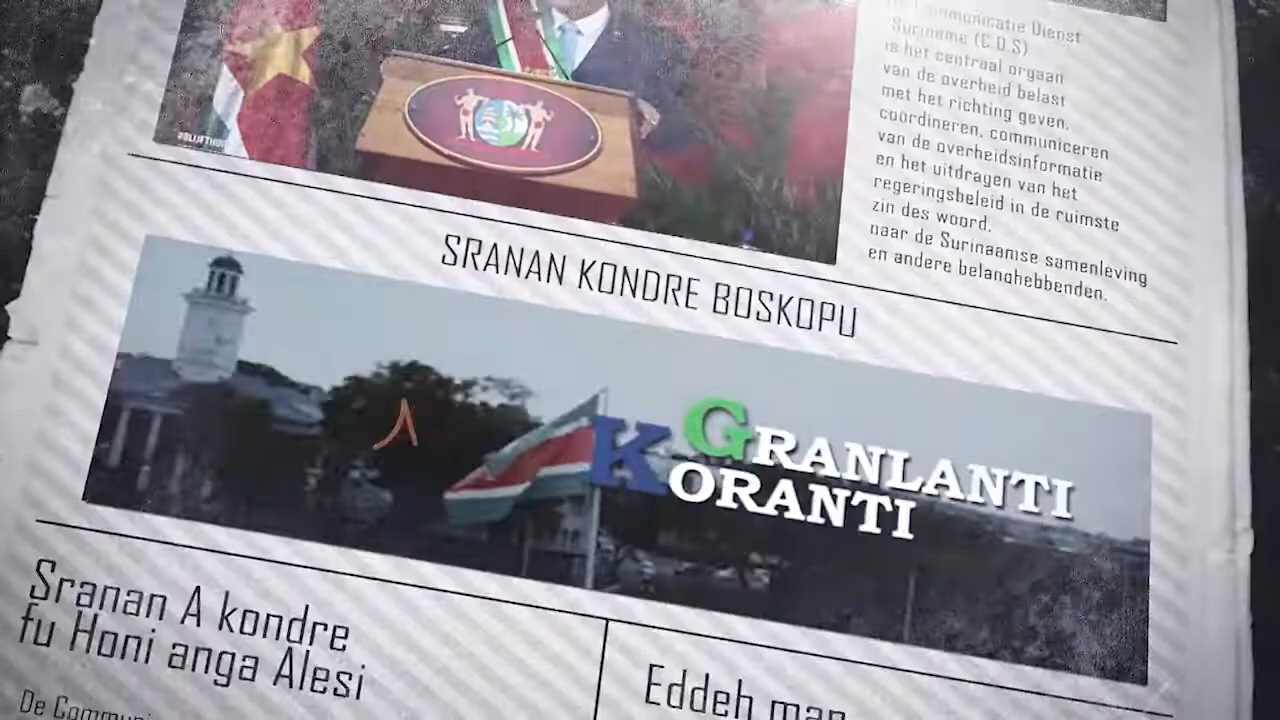 Communicatie Dienst
Suriname (C.D.S)
is het centraal orgaan
van de overheid belast
met het richting geven,
coördineren, communiceren
van de overheidsinformatie
en het uitdragen van het
regeringsbeleid in de ruimste
zin des woord.
naar de Surinaamse samenleving
en andere belanghebbenden.
SRANAN KONDRE BOSKOPU
GRANLANTI
KORANTI
Sranan A kondre
fu Honi anga Alesi
De
Eddeh man